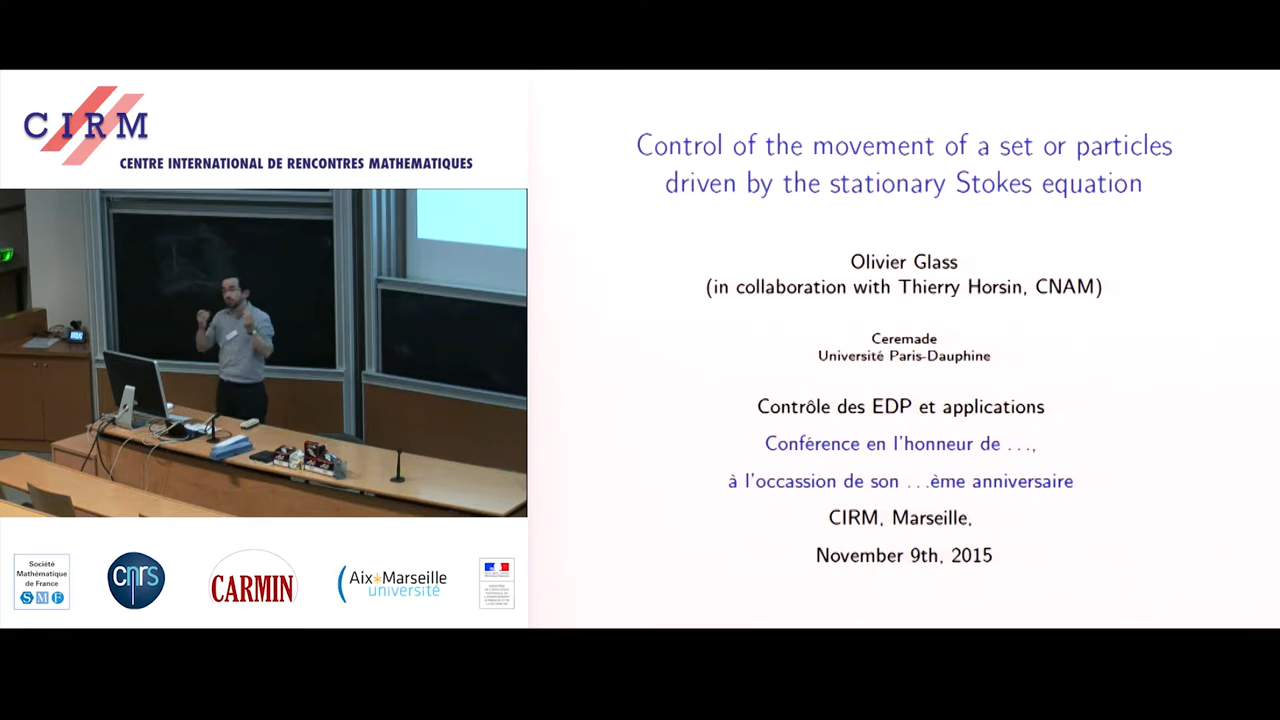 CIRM
CENTRE INTERNATIONAL DE RENCONTRES MATHEMATIQUES
Control of the movement of a set or particles
driven by the stationary Stokes equation
Olivier Glass
(in collaboration with Thierry Horsin, CNAM)
Ceremade
Université Paris-Dauphine
Contrôle des EDP et applications
Conférence en l'honneur de ...,
à l'occassion de son ...ème anniversaire
CIRM, Marseille,
November 9th, 2015
Société
Mathématique
de France
SMF
cnrs
CARMIN
Aix*Marseille
université